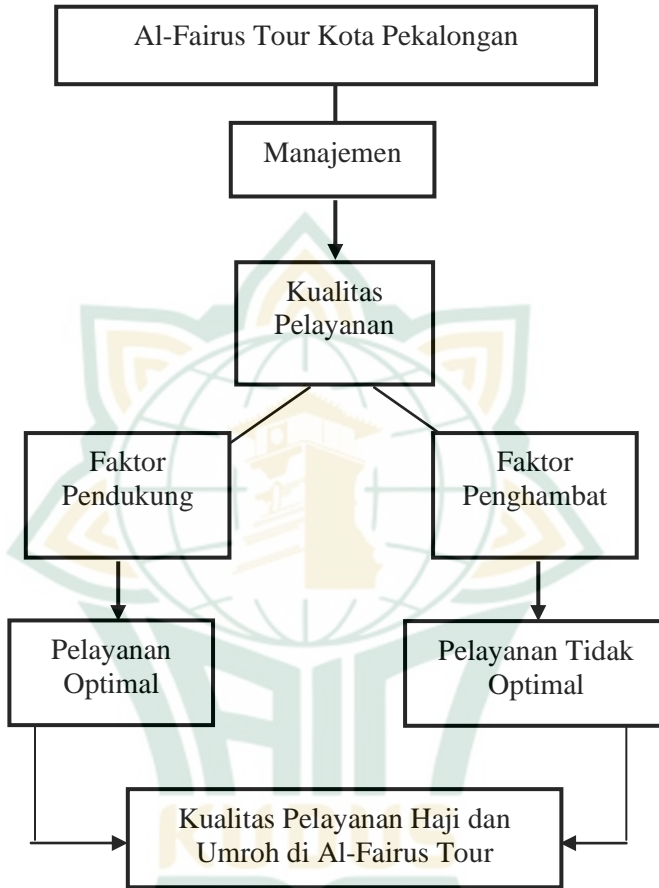 Al-Fairus Tour Kota Pekalongan
Manajemen
Kualitas
Pelayanan
Faktor
Pendukung
Faktor
Penghambat
Pelayanan
Optimal
Pelayanan Tidak
Optimal
Kualitas Pelayanan Haji dan
Umroh di Al-Fairus Tour
KUDUS